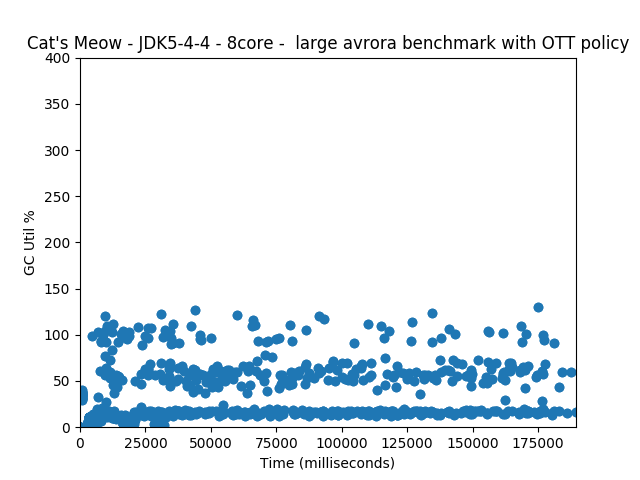 Cat's Meow - JDK5-4-4 - 8core -  large avrora benchmark with OTT policy
400
350
300
250
200
150
100
50
0
GC Util %
0 25000 50000 75000 100000 125000 150000 175000
Time (milliseconds)